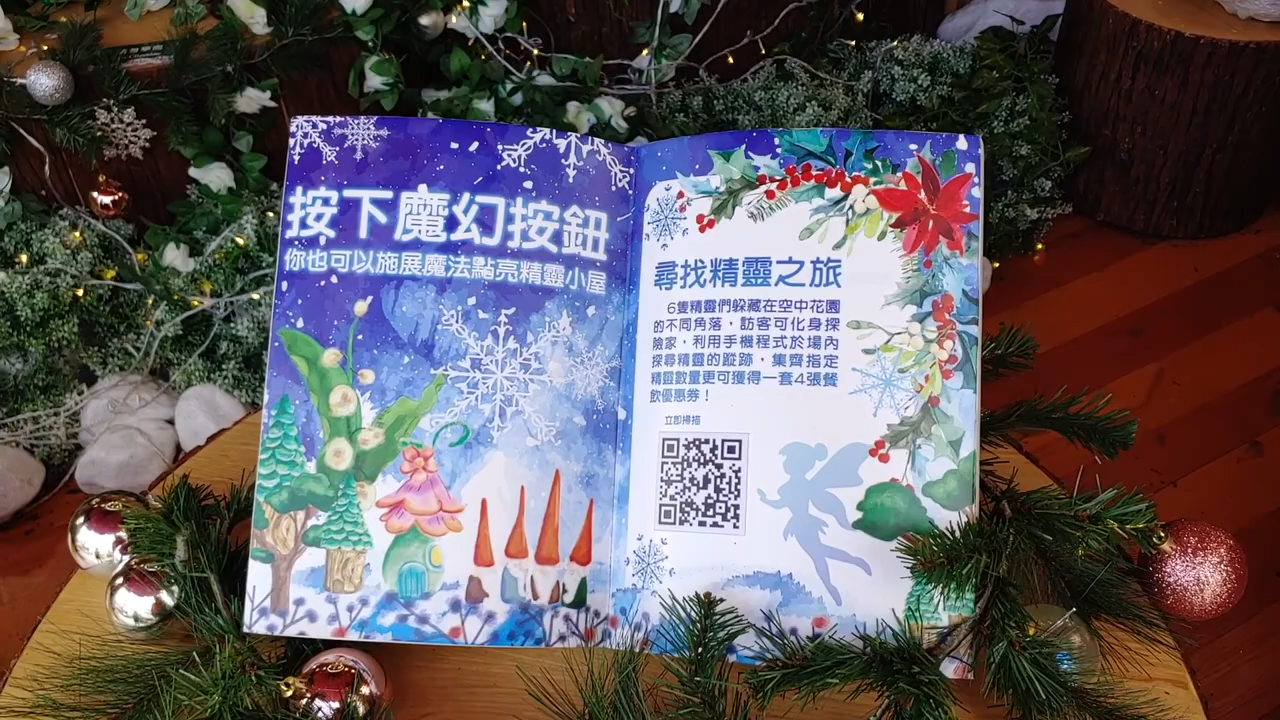 按下魔幻按鈕
你也可以施展魔法點亮精靈小屋
尋找精靈之旅
6隻精靈們躲藏在空中花園
的不同角落，訪客可化身探
險家，利用手機程式於場內
探尋精靈的蹤跡，集齊指定
精靈數量更可獲得一套4張餐
飲優惠券！
立即掃描